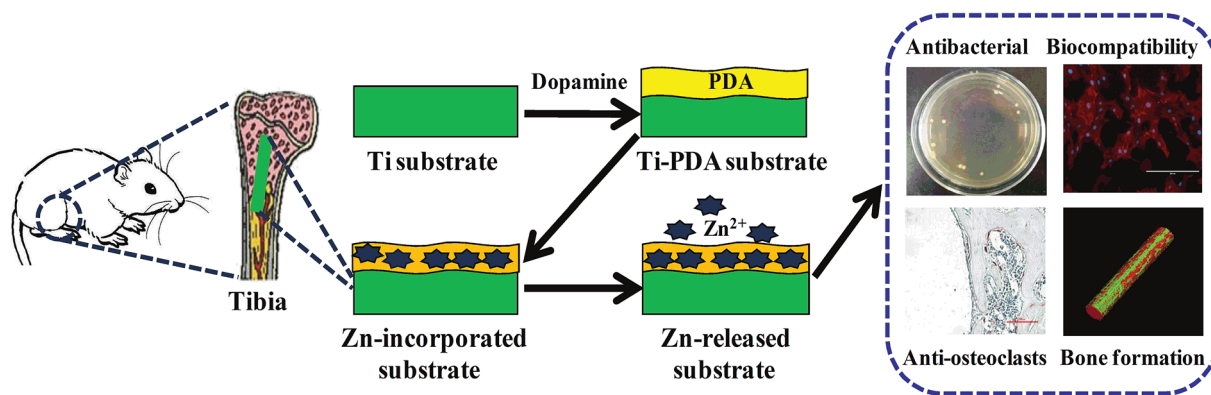 Antibacterial
Biocompatibility
Dopamine
PDA
Ti substrate
Ti-PDA substrate
Zn2+
Tibia
Zn-incorporated
substrate
Zn-released
substrate
Anti-osteoclasts
Bone formation